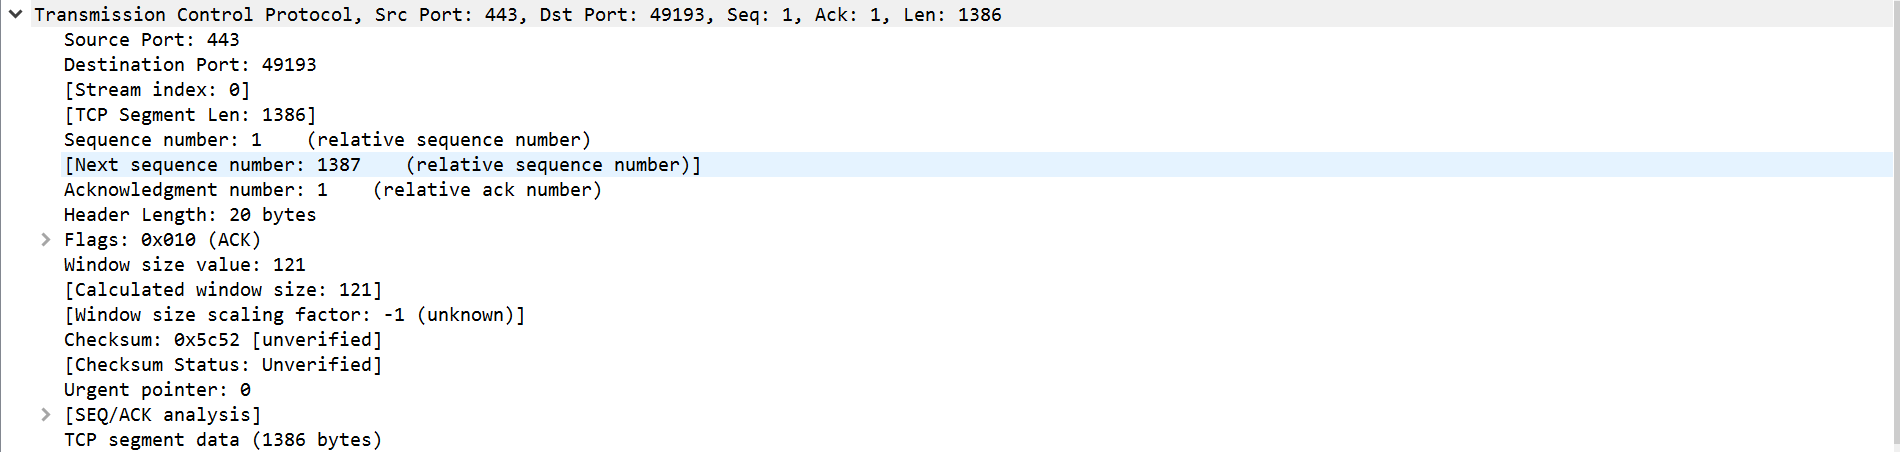 Transmission Control Protocol, Src Port: 443, Dst Port: 49193, Seq: 1, Ack: 1, Len: 1386
Source Port: 443
Destination Port: 49193
[Stream index: 0]
[TCP Segment Len: 1386]
Sequence number: 1    (relative sequence number)
[Next sequence number: 1387    (relative sequence number)]
Acknowledgment number: 1    (relative ack number)
Header Length: 20 bytes
Flags: 0x010 (ACK)
Window size value: 121
[Calculated window size: 121]
[Window size scaling factor: -1 (unknown)]
Checksum: 0x5c52 [unverified]
[Checksum Status: Unverified]
Urgent pointer: 0
[SEQ/ACK analysis]
TCP segment data (1386 bytes)